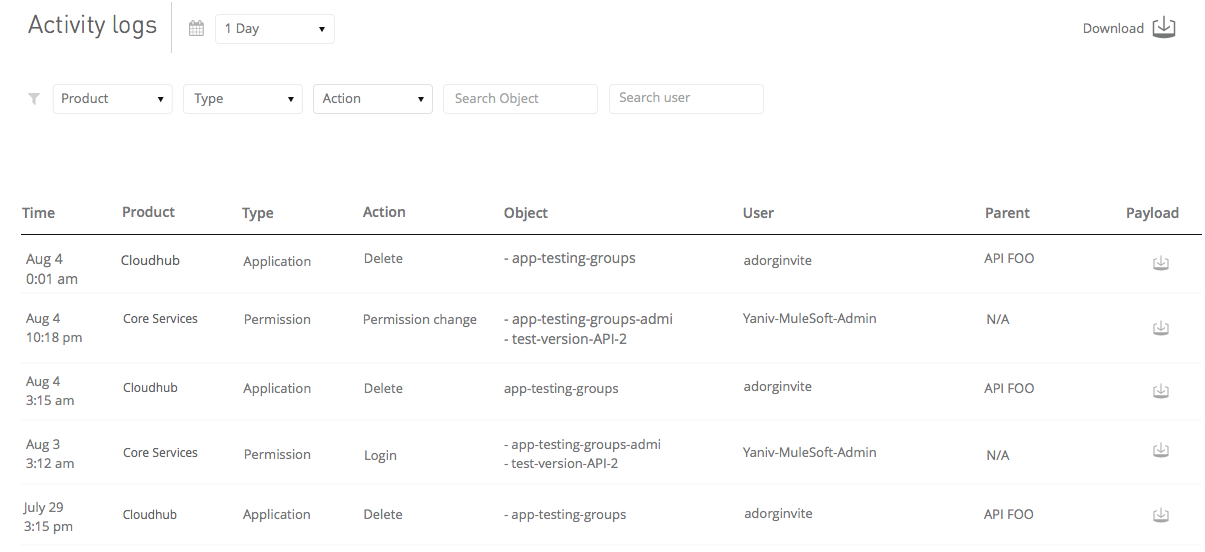 Activity logs
1 Day
Download
Product
Type
Action
Search Object
Search user
Time Product Type Action Object User Parent Payload
Aug 4 Cloudhub Application Delete - app-testing-groups adorginvite API FOO
0:01 am
Aug 4 Core Services Permission Permission change - app-testing-groups-admi Yaniv-MuleSoft-Admin N/A
10:18 pm - test-version-API-2
Aug 4 Cloudhub Application Delete app-testing-groups adorginvite API FOO
3:15 am
Aug 3 Core Services Permission Login - app-testing-groups-admi Yaniv-MuleSoft-Admin N/A
3:12 am - test-version-API-2
July 29 Cloudhub Application Delete - app-testing-groups adorginvite API FOO
3:15 pm